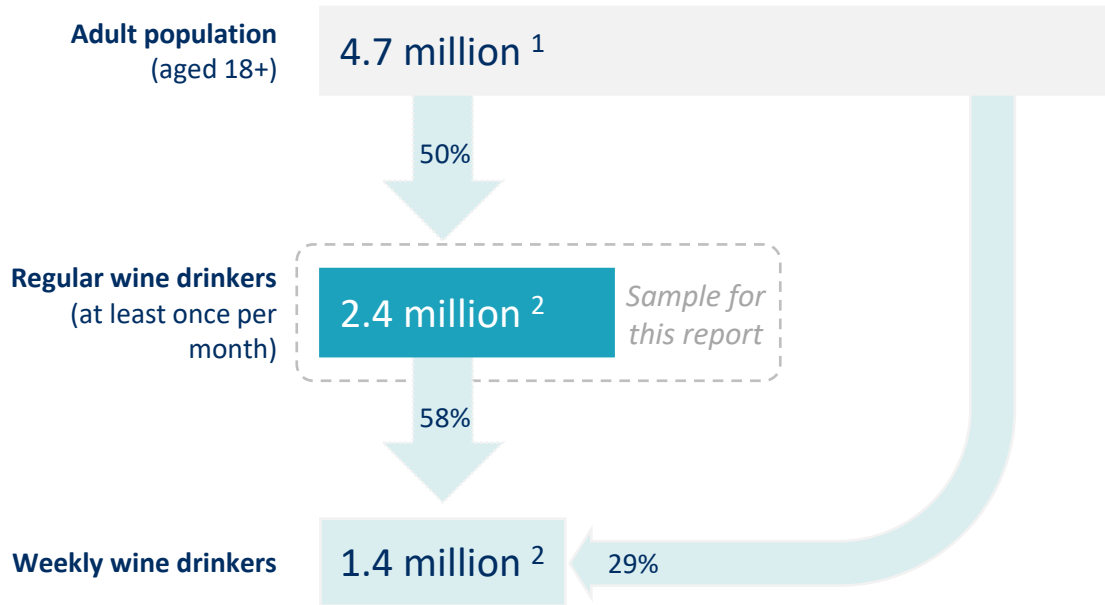 Adult population
(aged 18+)
4.7 million 1
50%
Regular wine drinkers
(at least once per
month)
2.4 million 2
Sample for
this report
58%
Weekly wine drinkers
1.4 million 2
29%